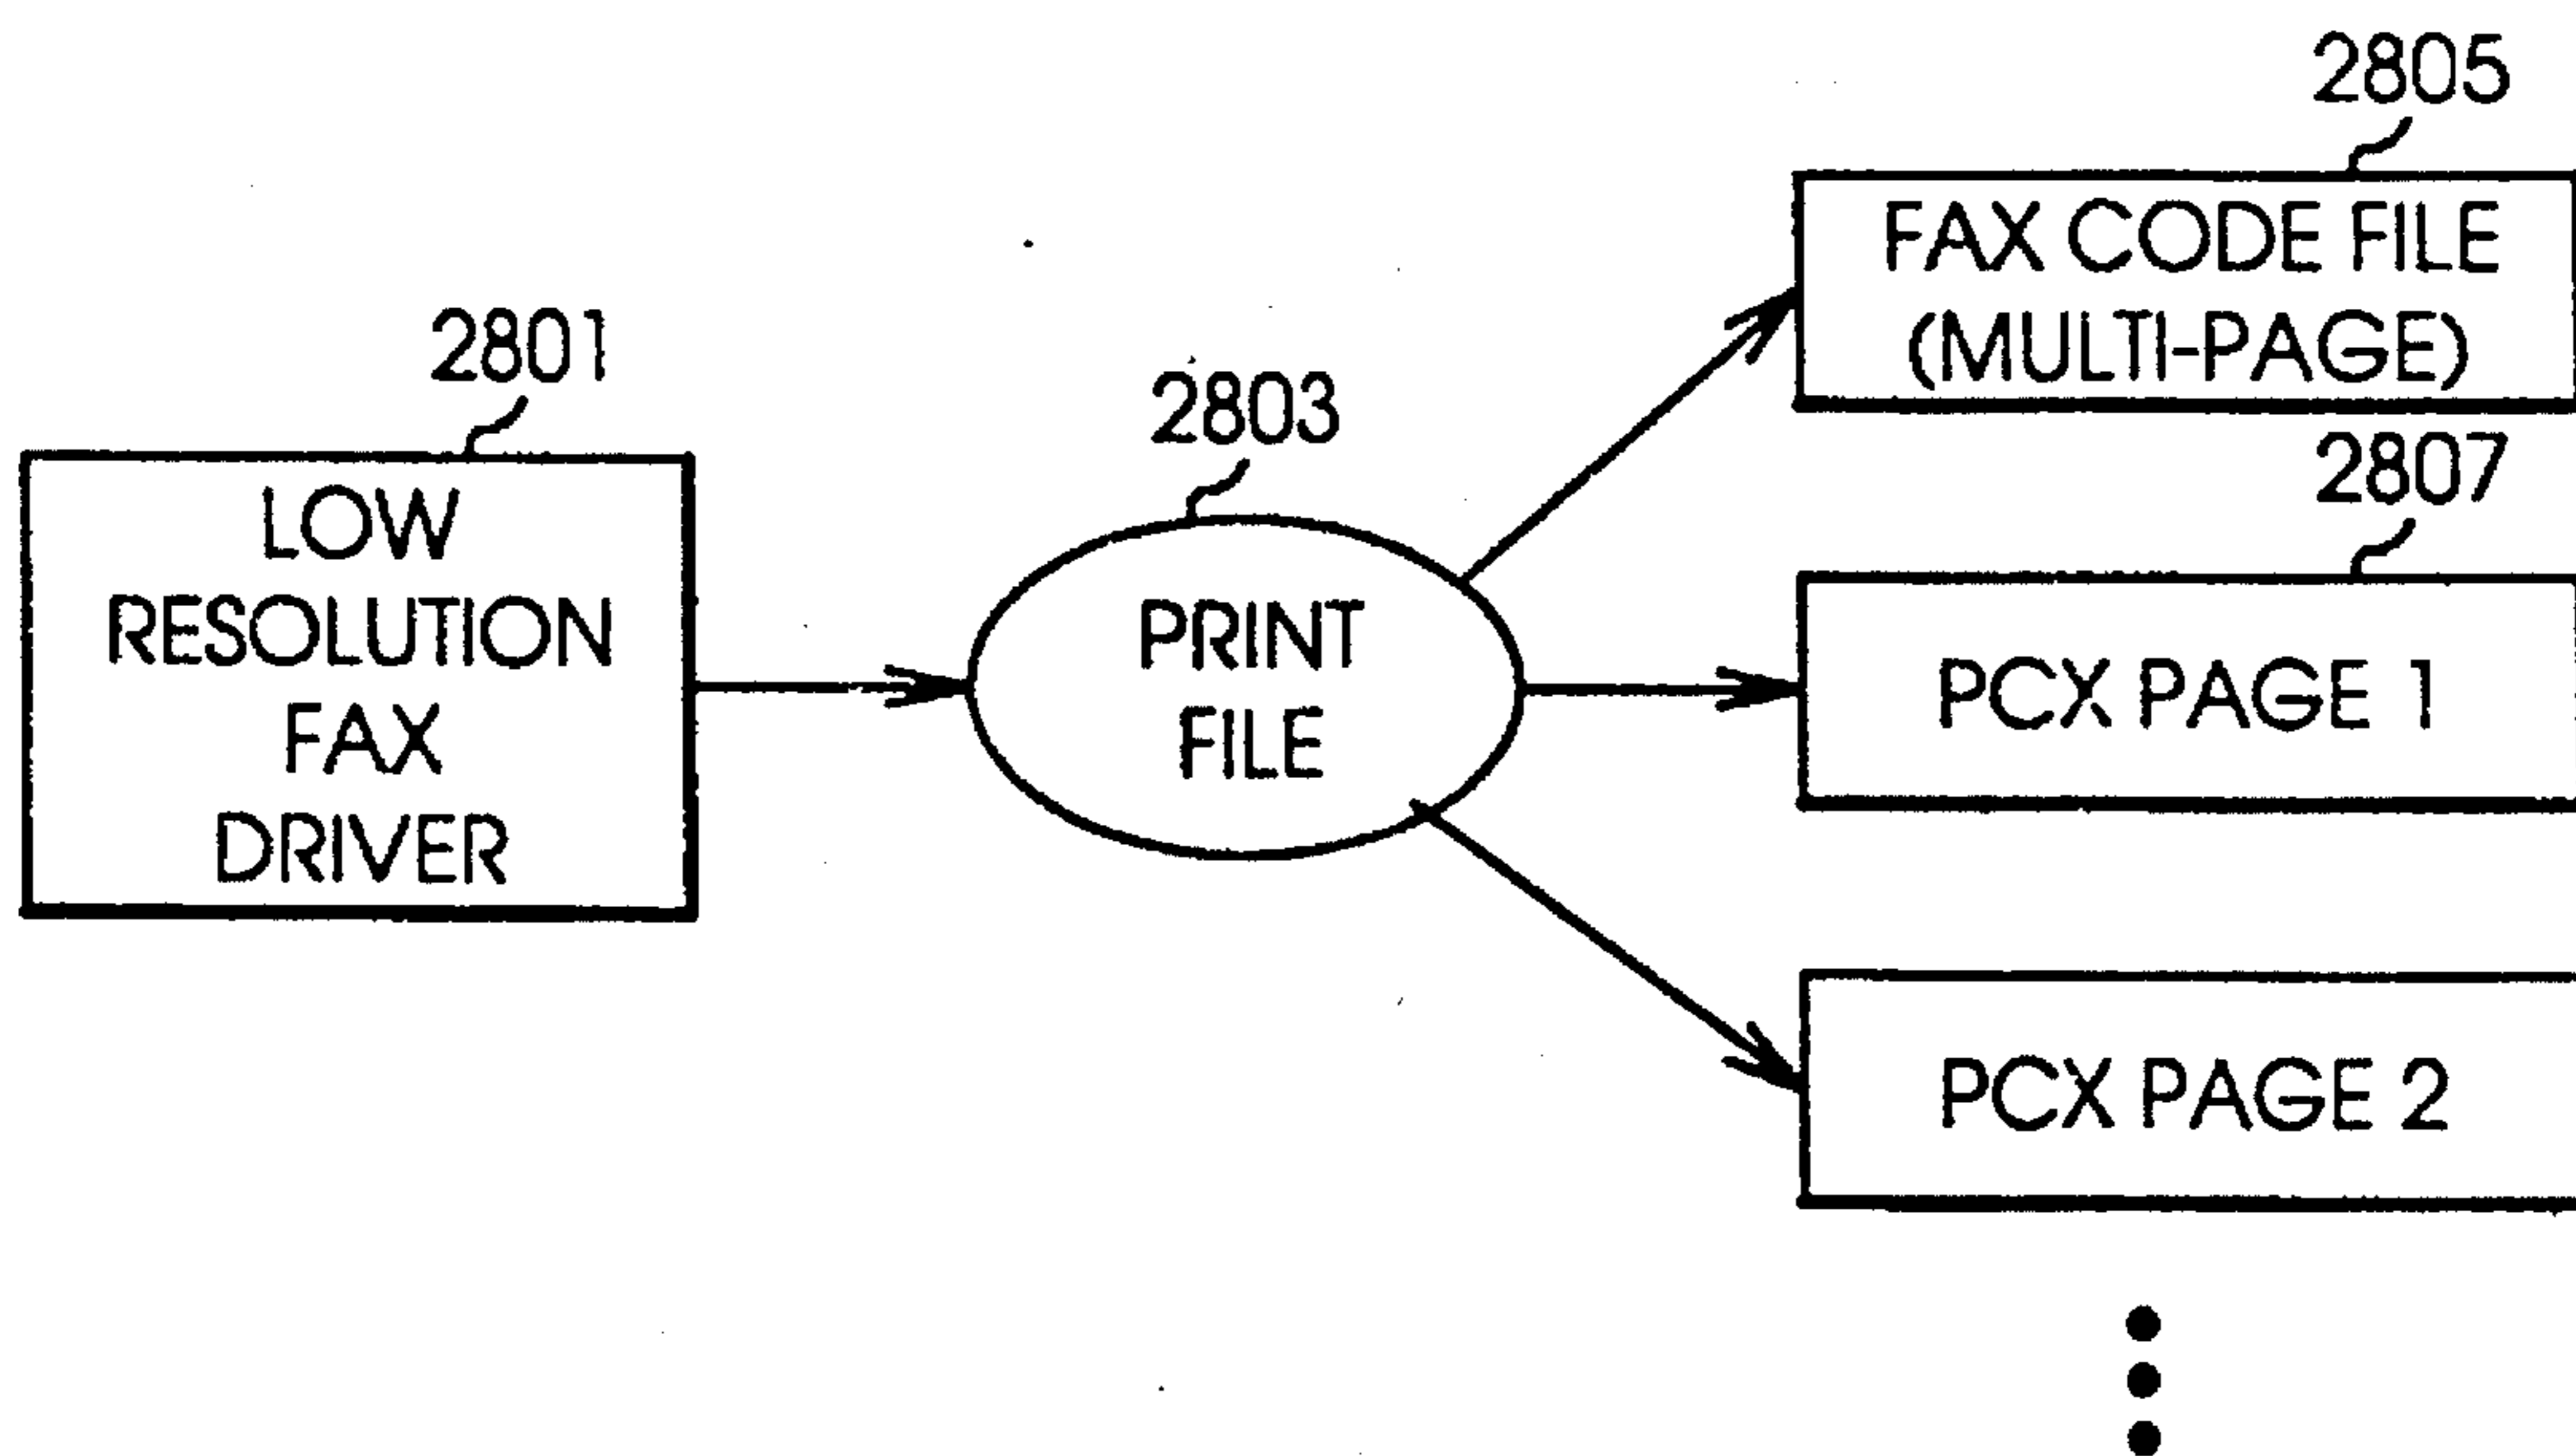 2801
LOW
RESOLUTION
FAX
DRIVER
2803
PRINT
FILE
2805
FAX CODE FILE
(MULTI-PAGE)
2807
PCX PAGE 1
PCX PAGE 2